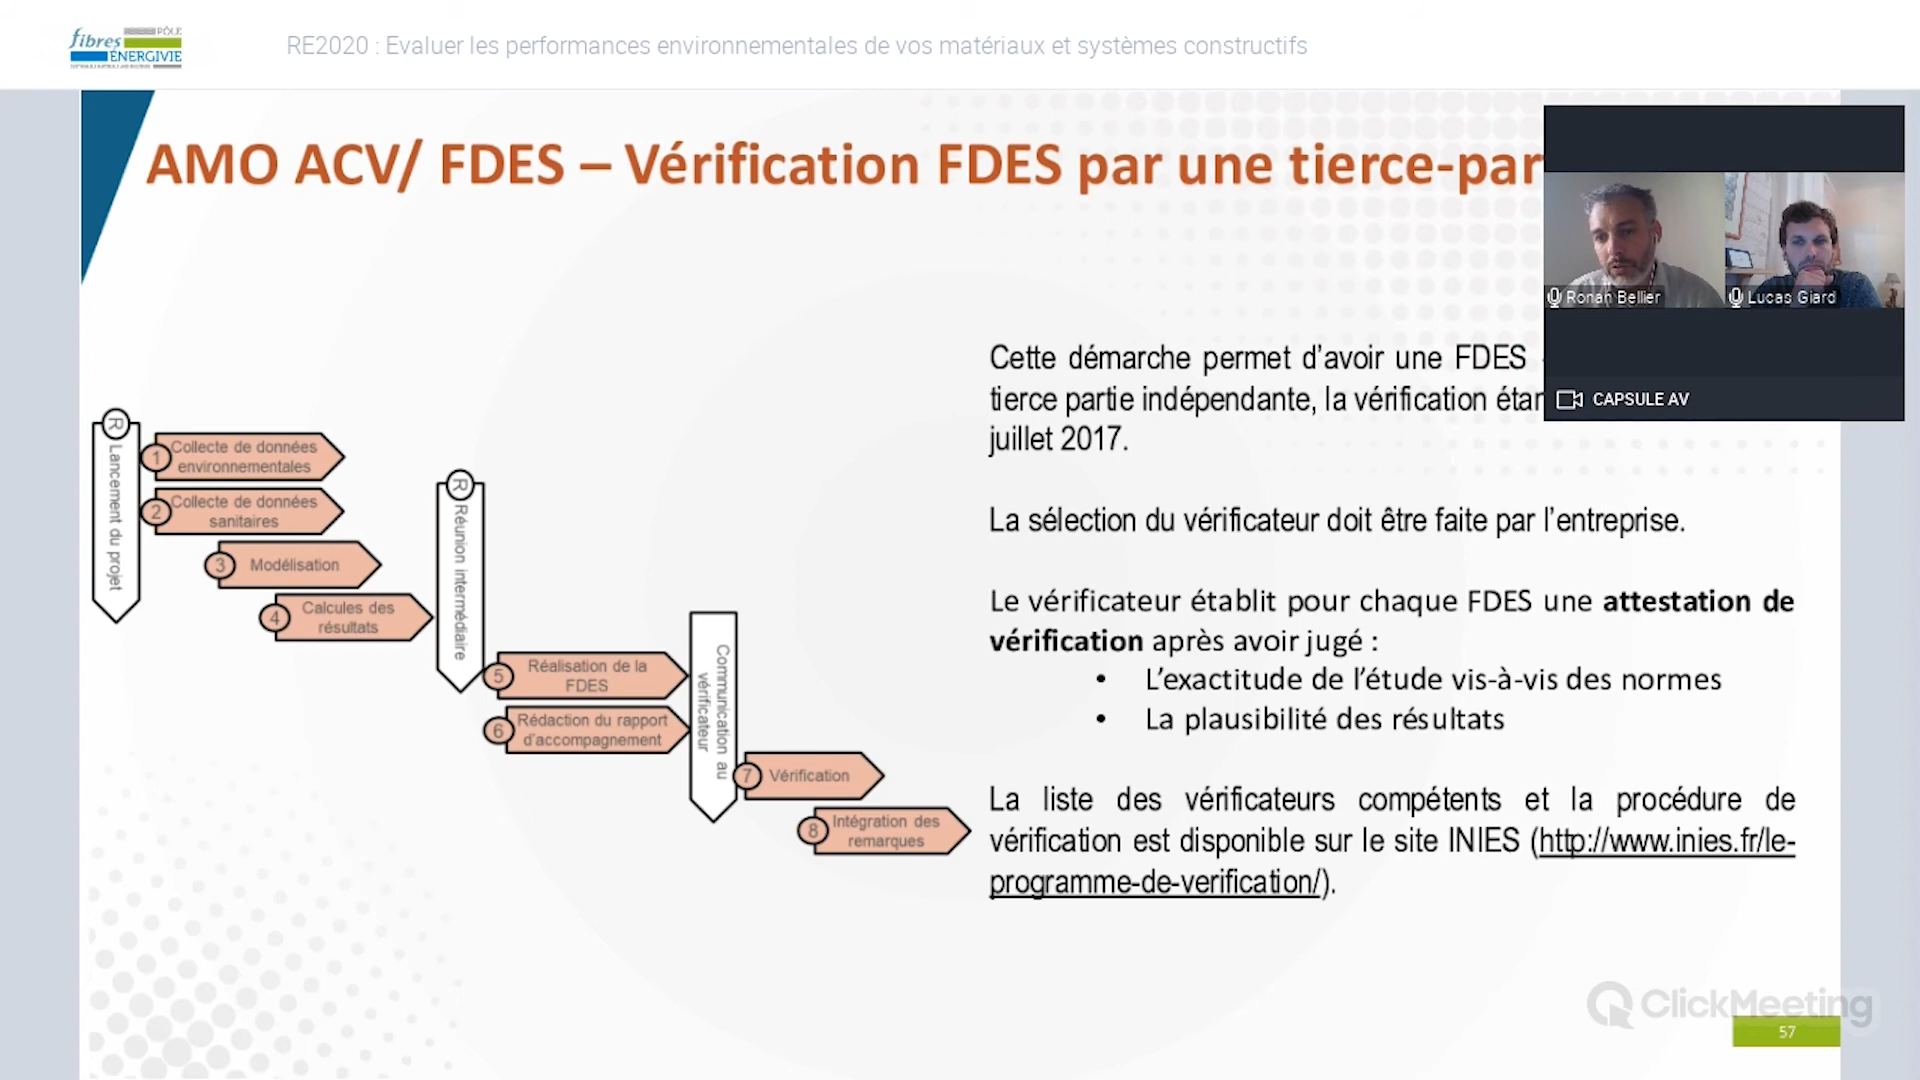 fibres
PÔLE
ÉNERGIVIE
RE2020 : Evaluer les performances environnementales de vos matériaux et systèmes constructifs
AMO ACV/ FDES – Vérification FDES par une tierce-par
Ronan Bellier
Lucas Giard
CAPSULE AV
R
Lancement du projet
1
Collecte de données
environnementales
2
Collecte de données
sanitaires
3
Modélisation
4
Calcules des
résultats
R
Réunion intermédiaire
5
Réalisation de la
FDES
6
Rédaction du rapport
d'accompagnement
Communication au
vérificateur
7
Vérification
8
Intégration des
remarques
Cette démarche permet d’avoir une FDES
tierce partie indépendante, la vérification étan
juillet 2017.
La sélection du vérificateur doit être faite par l’entreprise.
Le vérificateur établit pour chaque FDES une attestation de
vérification après avoir jugé :
• L’exactitude de l’étude vis-à-vis des normes
• La plausibilité des résultats
La liste des vérificateurs compétents et la procédure de
vérification est disponible sur le site INIES (http://www.inies.fr/le-
programme-de-verification/).
ClickMeeting
57